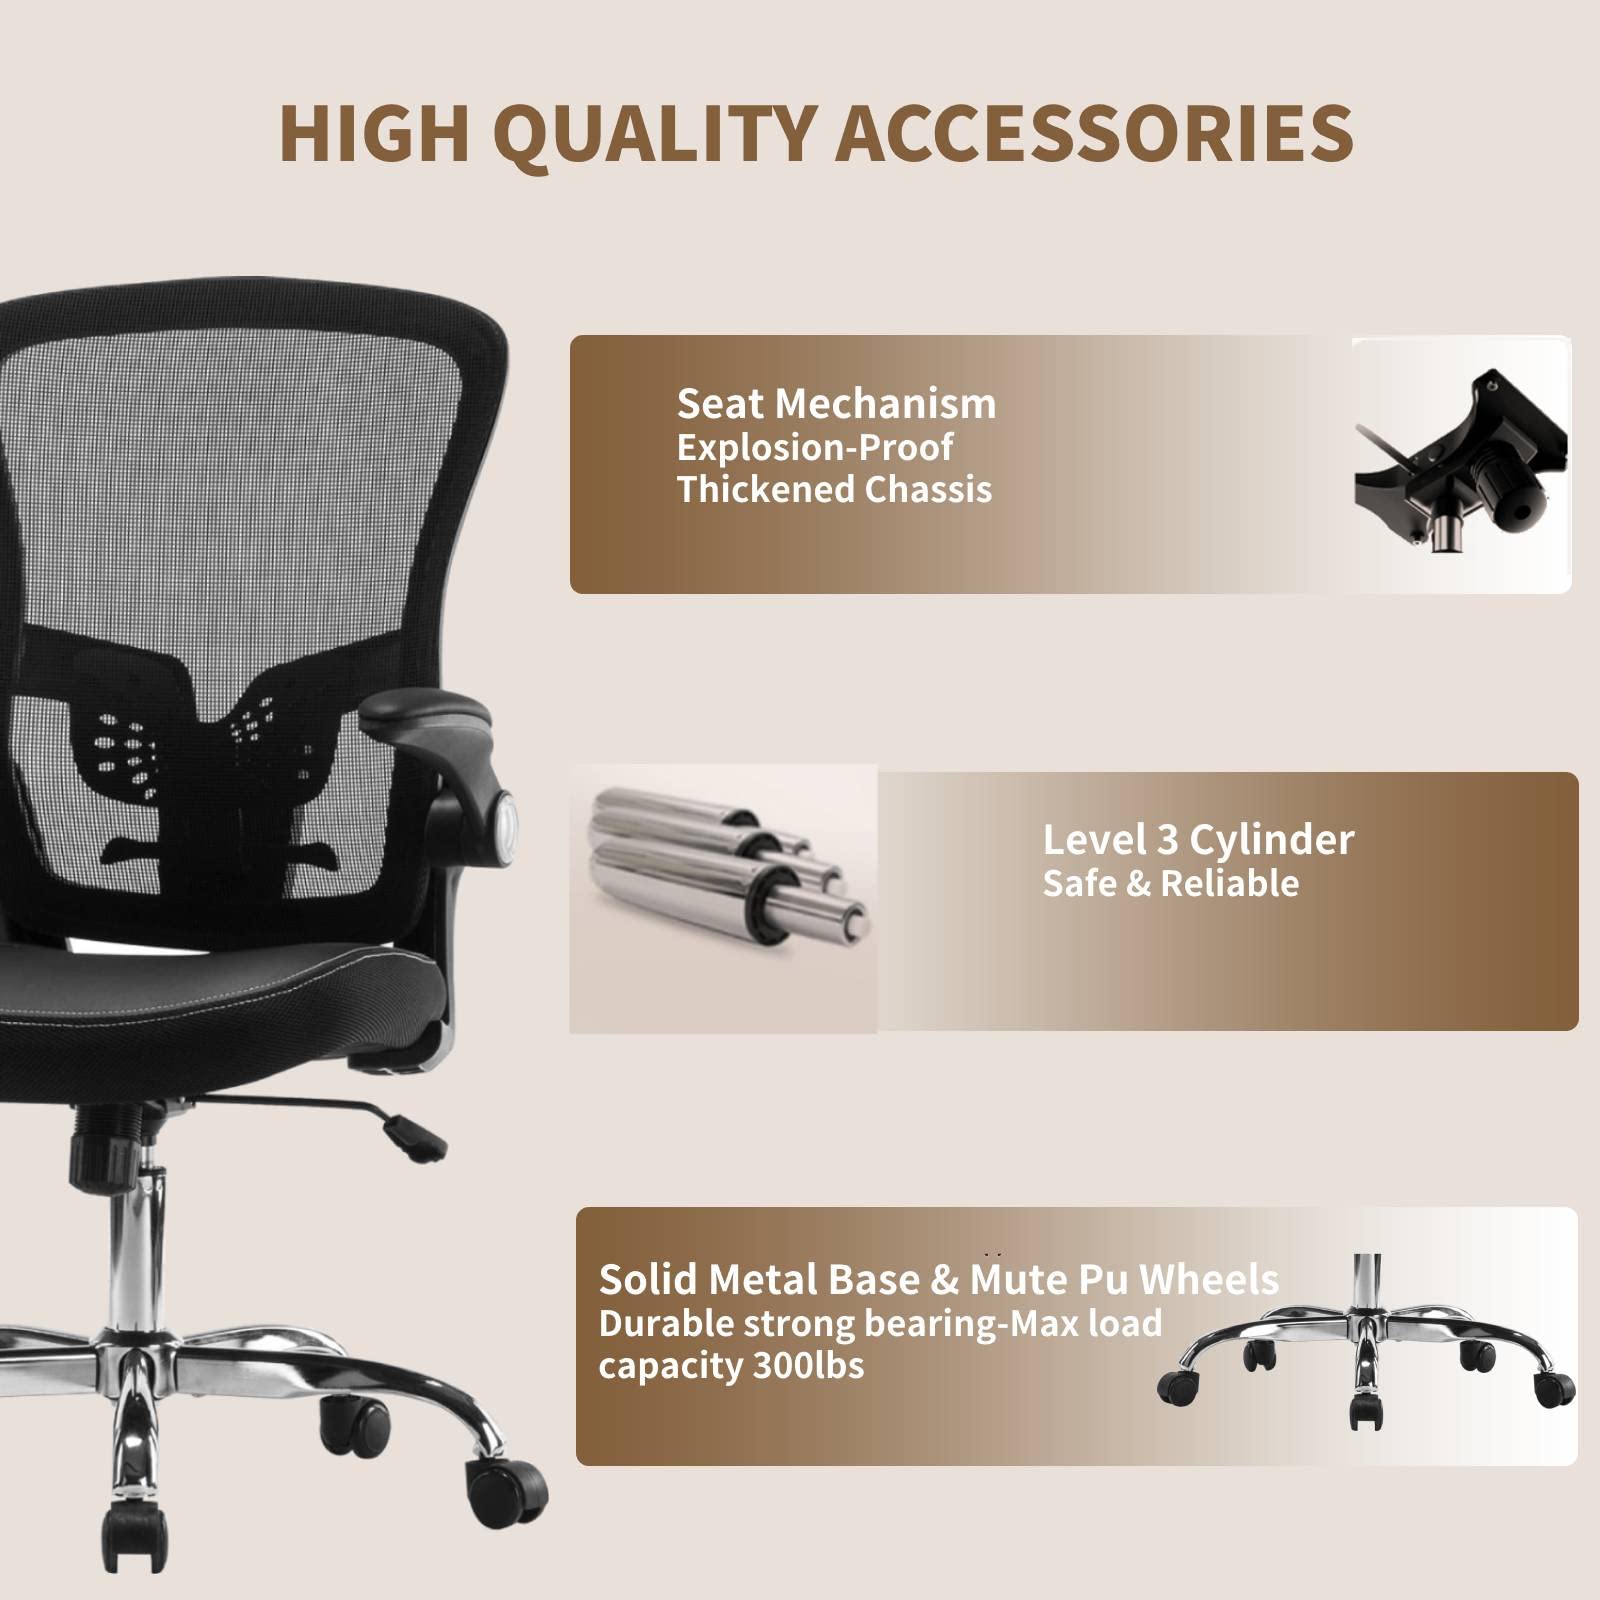 HIGH QUALITY ACCESSORIES
Seat Mechanism
Explosion-Proof
Thickened Chassis
Level 3 Cylinder
Safe & Reliable
Solid Metal Base & Mute Pu Wheels
Durable strong bearing-Max load
capacity 300lbs